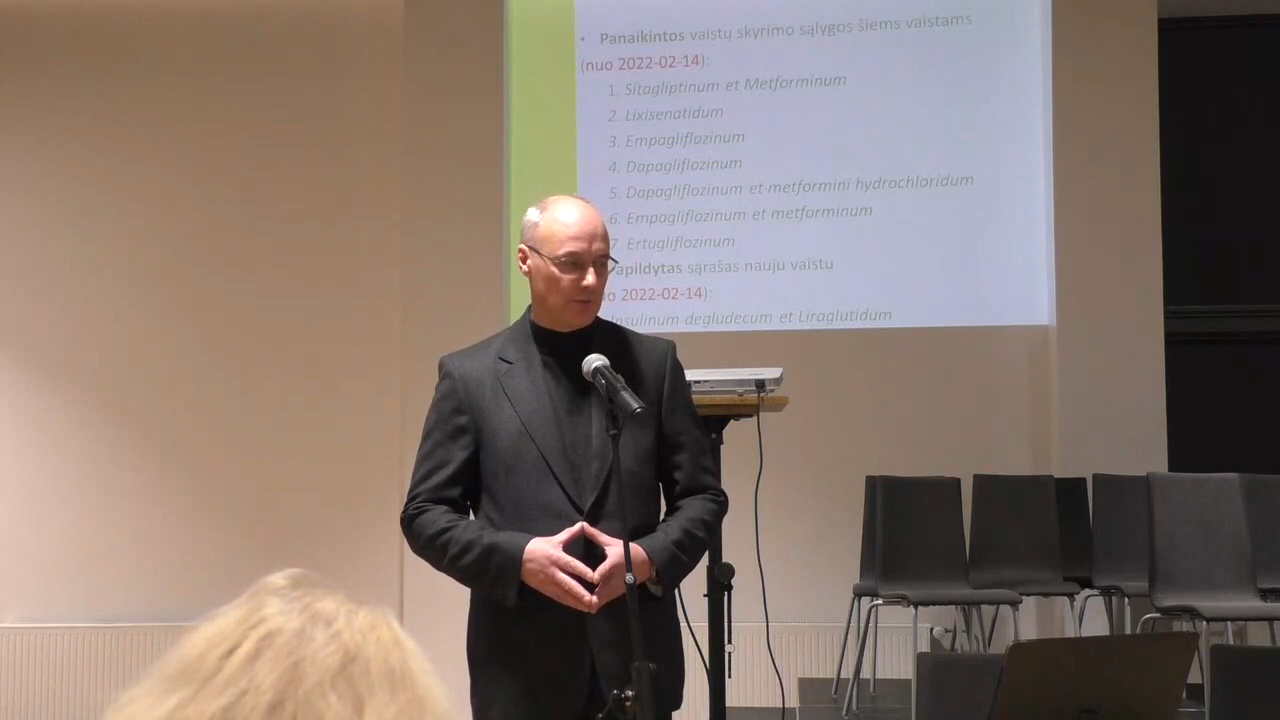 • Panaikintos vaistų skyrimo sąlygos šiems vaistams
(nuo 2022-02-14):
1. Sitagliptinum et Metforminum
2. Lixisenatidum
3. Empagliflozinum
4. Dapagliflozinum
5. Dapagliflozinum et metformini hydrochloridum
6. Empagliflozinum et metforminum
7 Ertugliflozinum
apildytas sąrašas nauju vaistu
uo 2022-02-14):
Insulinum degludecum et Liraglutidum